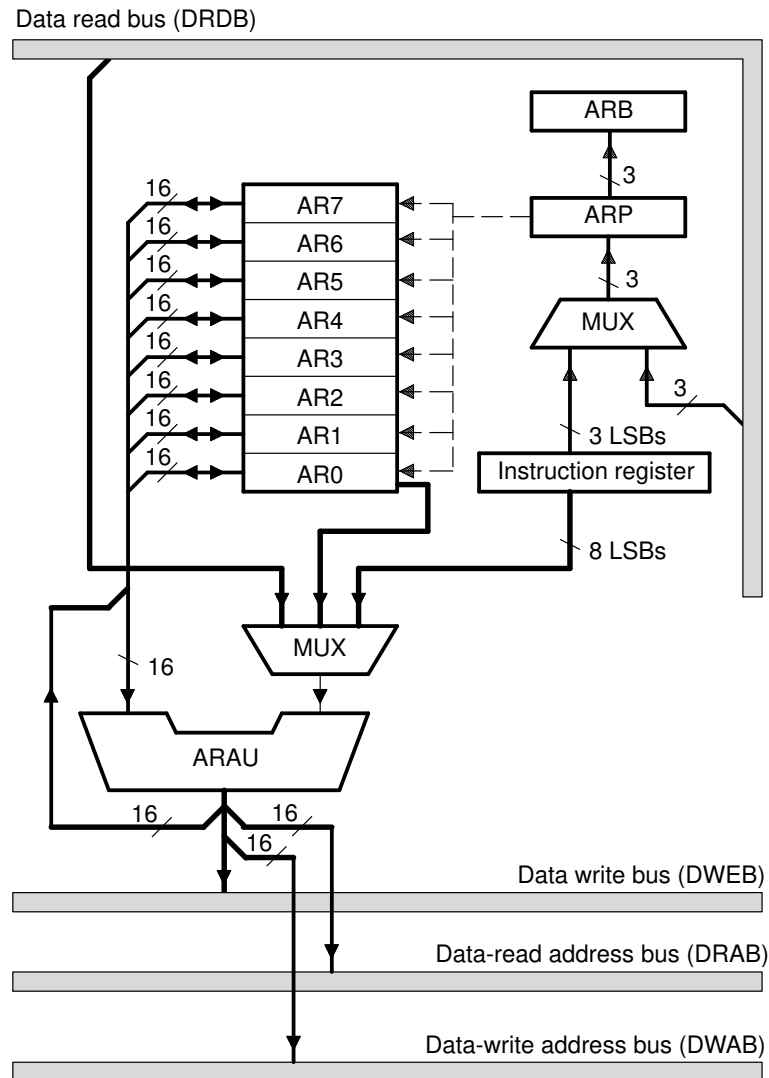 Data read bus (DRDB)
ARB
3
16
AR7
ARP
16
AR6
3
16
AR5
16
AR4
MUX
16
AR3
16
AR2
3
16
AR1
3 LSBs
16
AR0
Instruction register
8 LSBs
MUX
16
ARAU
16
16
16
Data write bus (DWEB)
Data-read address bus (DRAB)
Data-write address bus (DWAB)